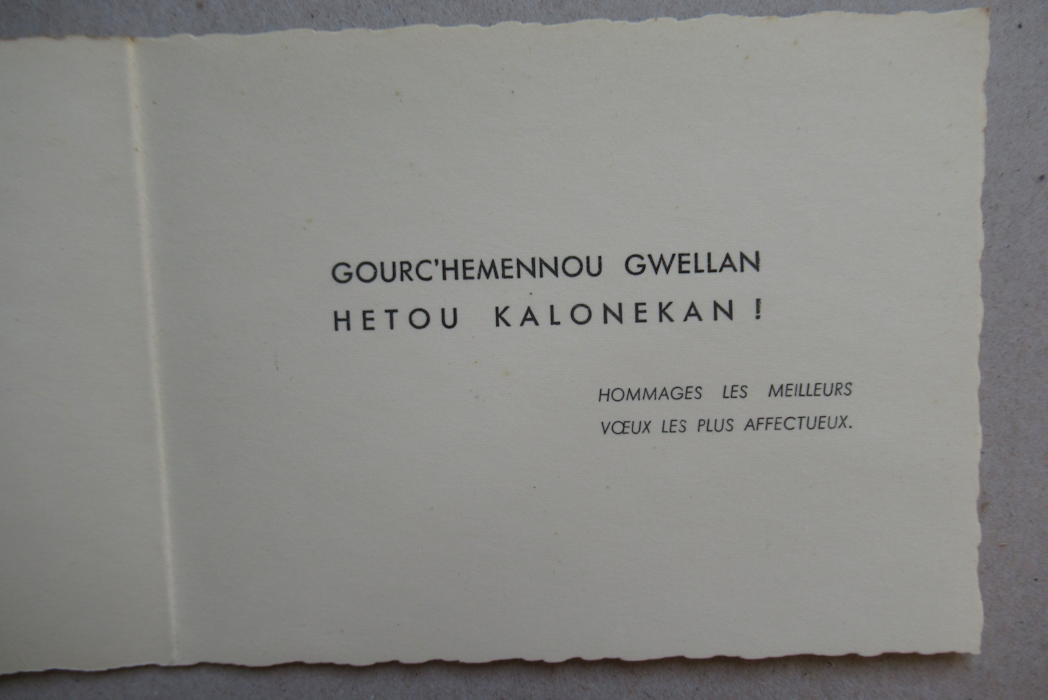 GOURC'HEMENNOU GWELLAN
HETOU KALONEKAN !
HOMMAGES LES MEILLEURS
VŒUX LES PLUS AFFECTUEUX.